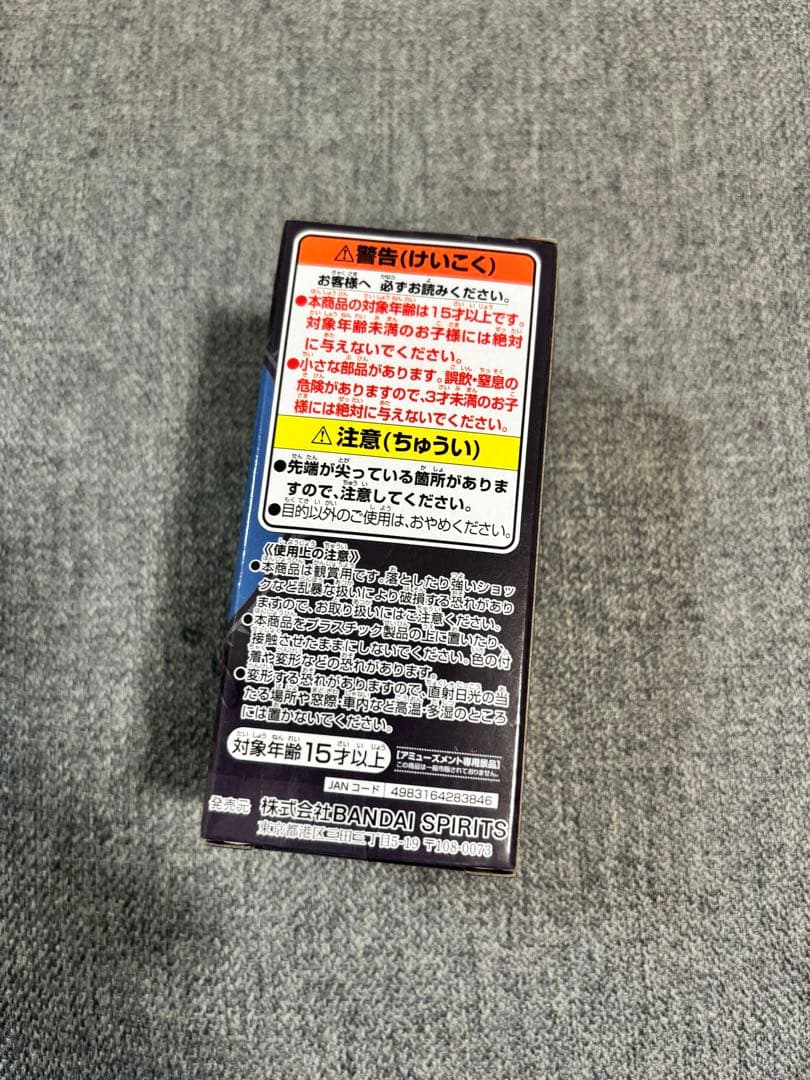 ⚠警告(けいこく)
お客様へ 必ずお読みください。
●本商品の対象年齢は15才以上です。
対象年齢未満のお子様には絶対
に与えないでください。
●小さな部品があります。誤飲・窒息の
危険がありますので、3才未満のお子
様には絶対に与えないでください。
⚠注意(ちゅうい)
●先端が尖っている箇所がありま
すので、注意してください。
●目的以外のご使用は、おやめください。
《使用上の注意》
●本商品は観賞用です。落としたり強いショッ
クなど乱暴な扱いにより破損する恐れがあり
ますので、お取り扱いにはご注意ください。
●本商品をプラスチック製品の上に置いたり、
接触させたままにしないでください。色の付
着や変形などの恐れがあります。
●変形する恐れがありますので、直射日光の当
たる場所や窓際・車内など高温・多湿のところ
には置かないでください。
対象年齢15才以上
【アミューズメント専用景品】
この商品は一般市販されておりません。
JANコード 4983164283846
発売元 株式会社BANDAI SPIRITS
東京都港区三田三丁目5-19 〒108-0073